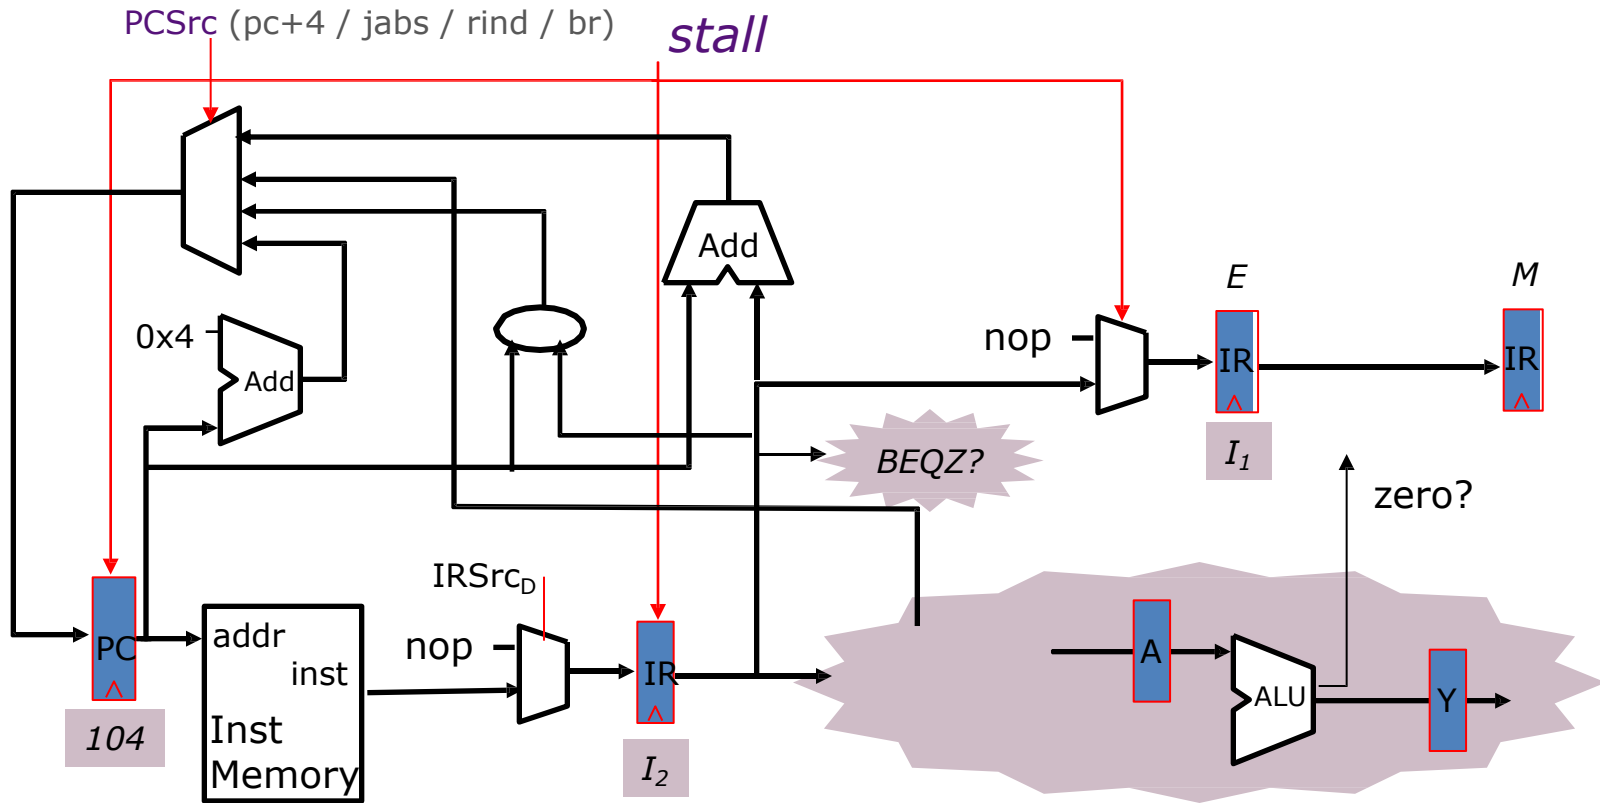 PCSrc (pc+4 / jabs / rind / br)
stall
Add
E
M
0x4
Add
nop
IR
IR
BEQZ?
I1
zero?
IRSrcD
PC
addr
inst
nop
IR
A
ALU
Y
104
Inst
Memory
I2